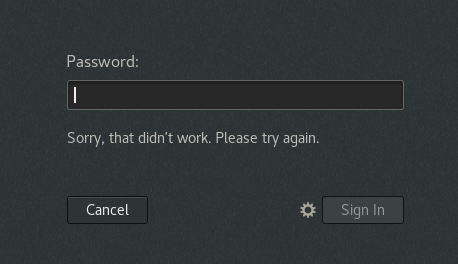 Password:
Sorry, that didn't work. Please try again.
Cancel
Sign In